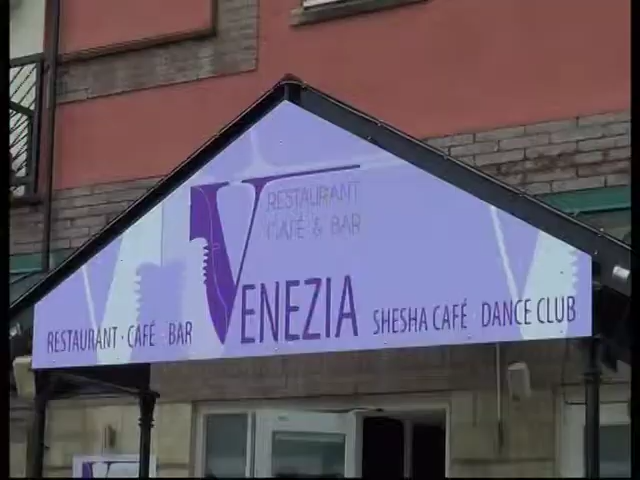 RESTAURANT
CAFÉ & BAR
VENEZIA
RESTAURANT · CAFÉ · BAR
SHESHA CAFÉ · DANCE CLUB